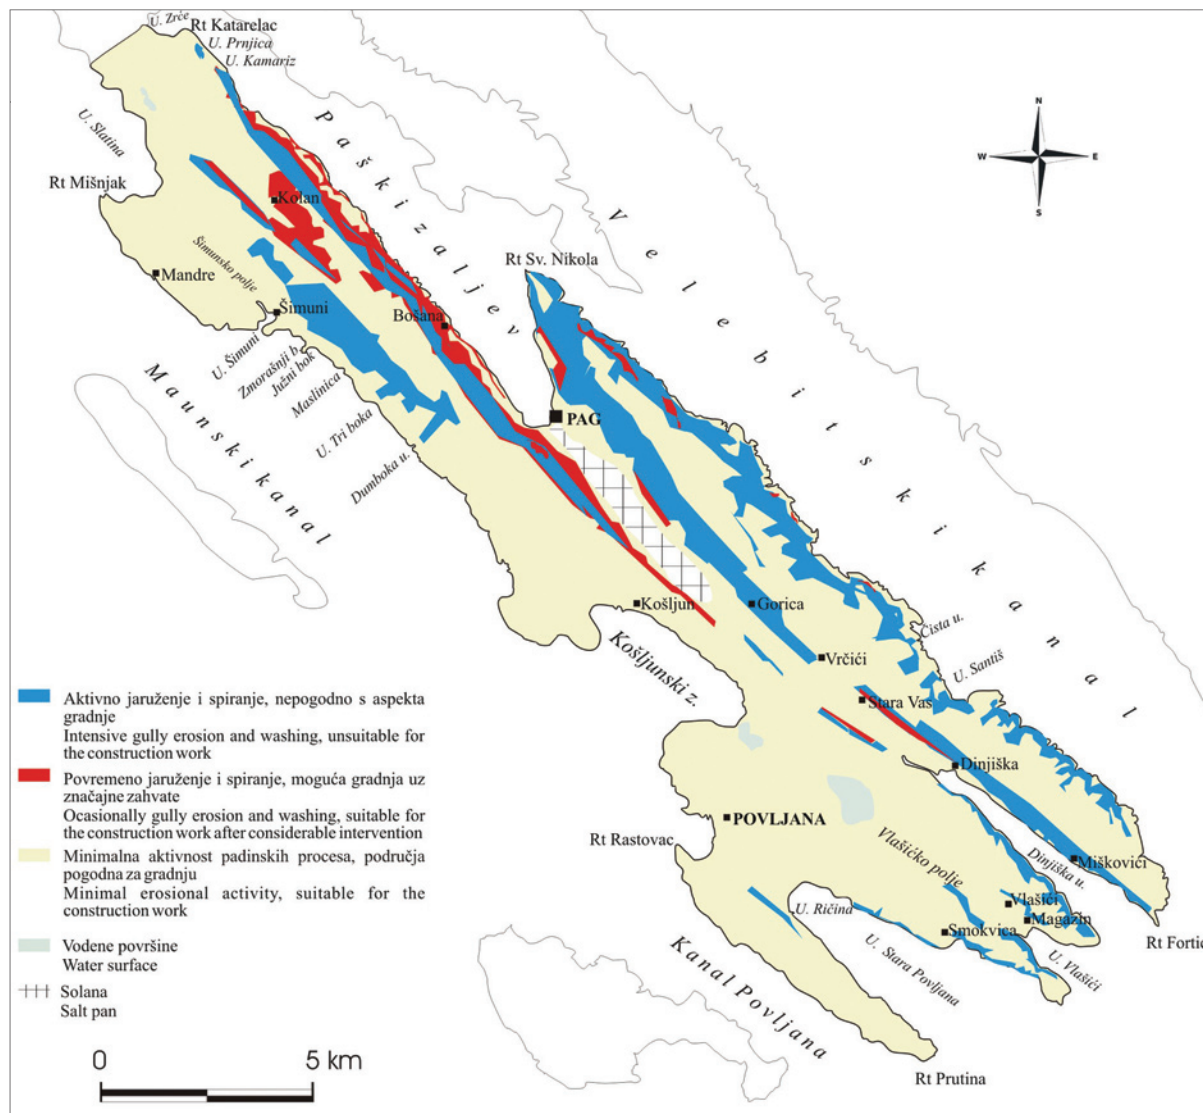 U. Zrće
Rt Katarelac
U. Prnjica
U. Kamariz
U. Slatina
Rt Mišnjak
Kolan
Mandre
Šimunsko polje
Šimuni
Bošana
Paški zaljev
Rt Sv. Nikola
Velebitski kanal
N
W
E
S
U. Šimuni
Zmorašnji b.
Južni bok
Maslinica
U. Tri boka
Dumboka u.
Maunski kanal
PAG
Košljun
Gorica
Košljunski z.
Vrčići
Čista u.
U. Santiš
Stara Vas
Dinjiška
POVLJANA
Rt Rastovac
Vlašićko polje
Dinjiška u.
Miškovići
Vlašići
Magazin
U. Ričina
Smokvica
U. Stara Povljana
U. Vlašići
Rt Fortic
Kanal Povljana
Rt Prutina
Aktivno jaruženje i spiranje, nepogodno s aspekta
gradnje
Intensive gully erosion and washing, unsuitable for
the construction work
Povremeno jaruženje i spiranje, moguća gradnja uz
značajne zahvate
Ocasionally gully erosion and washing, suitable for
the construction work after considerable intervention
Minimalna aktivnost padinskih procesa, područja
pogodna za gradnju
Minimal erosional activity, suitable for the
construction work
Vodene površine
Water surface
Solana
Salt pan
0
5 km